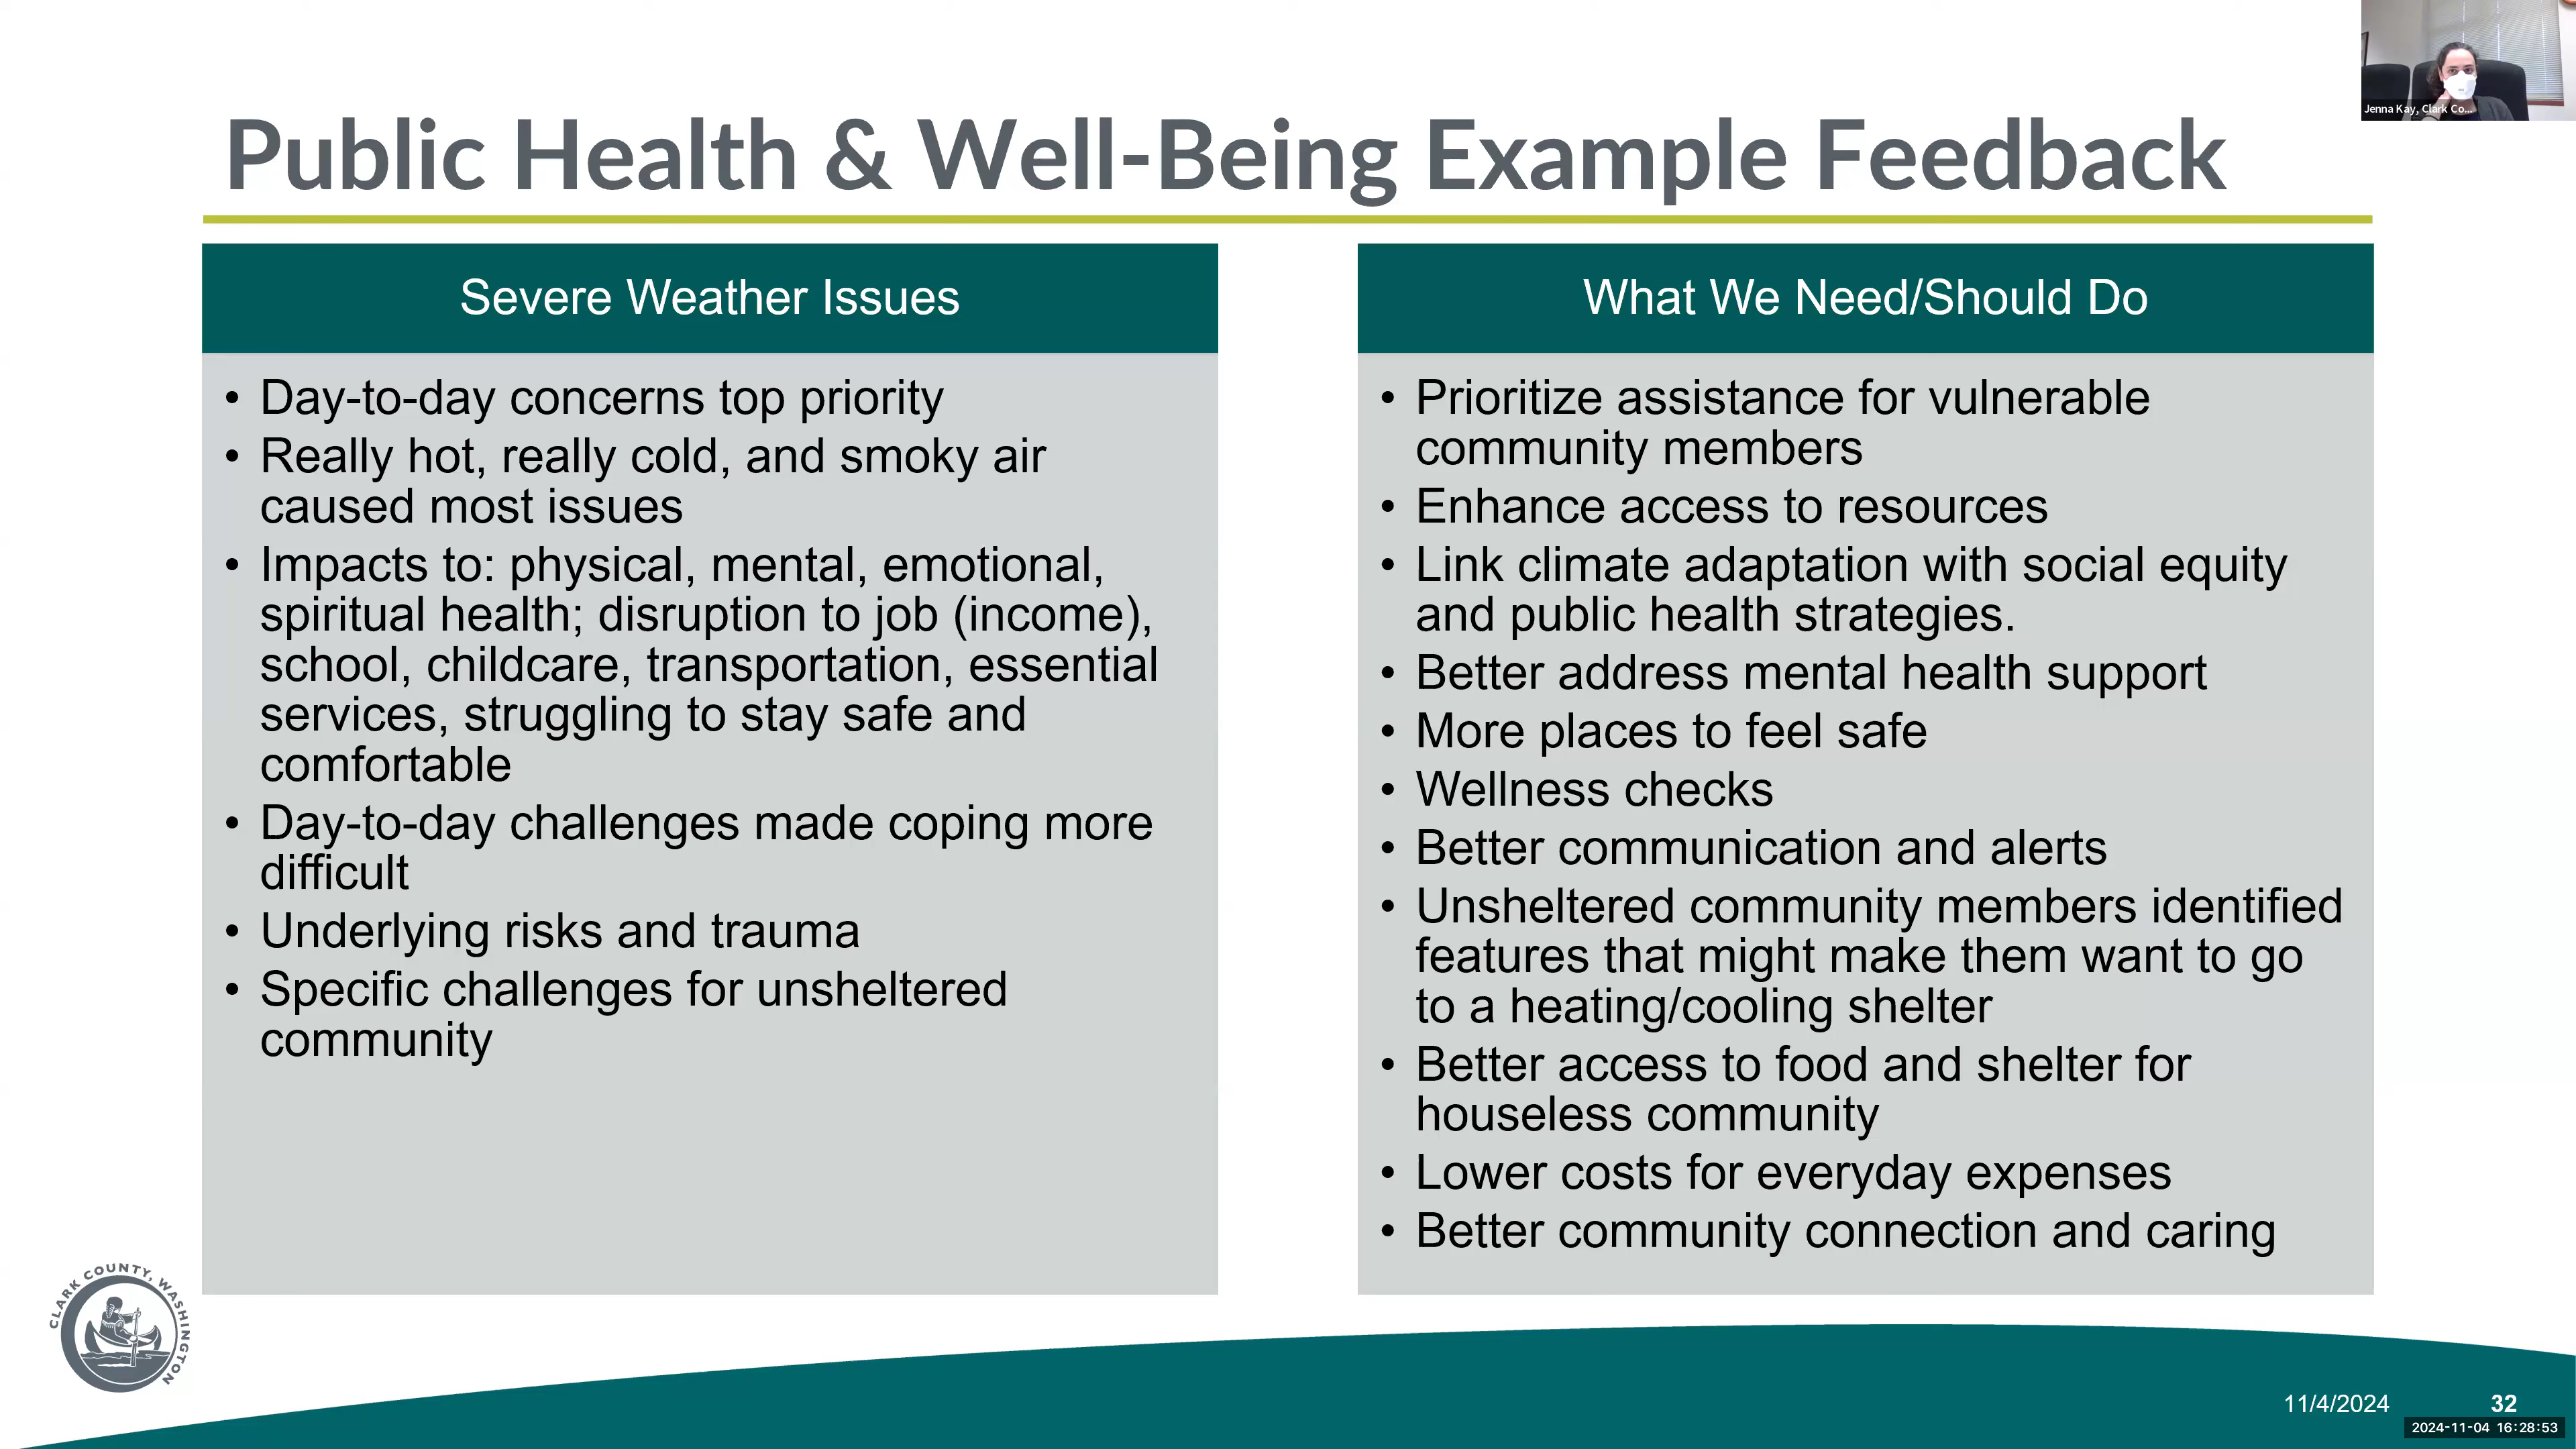 Jenna Kay, Clark Co...
Public Health & Well-Being Example Feedback
Severe Weather Issues
• Day-to-day concerns top priority
• Really hot, really cold, and smoky air
caused most issues
• Impacts to: physical, mental, emotional,
spiritual health; disruption to job (income),
school, childcare, transportation, essential
services, struggling to stay safe and
comfortable
• Day-to-day challenges made coping more
difficult
• Underlying risks and trauma
• Specific challenges for unsheltered
community
What We Need/Should Do
• Prioritize assistance for vulnerable
community members
• Enhance access to resources
• Link climate adaptation with social equity
and public health strategies.
• Better address mental health support
• More places to feel safe
• Wellness checks
• Better communication and alerts
• Unsheltered community members identified
features that might make them want to go
to a heating/cooling shelter
• Better access to food and shelter for
houseless community
• Lower costs for everyday expenses
• Better community connection and caring
CLARK COUNTY, WASHINGTON
11/4/2024
32
2024-11-04 16:28:53